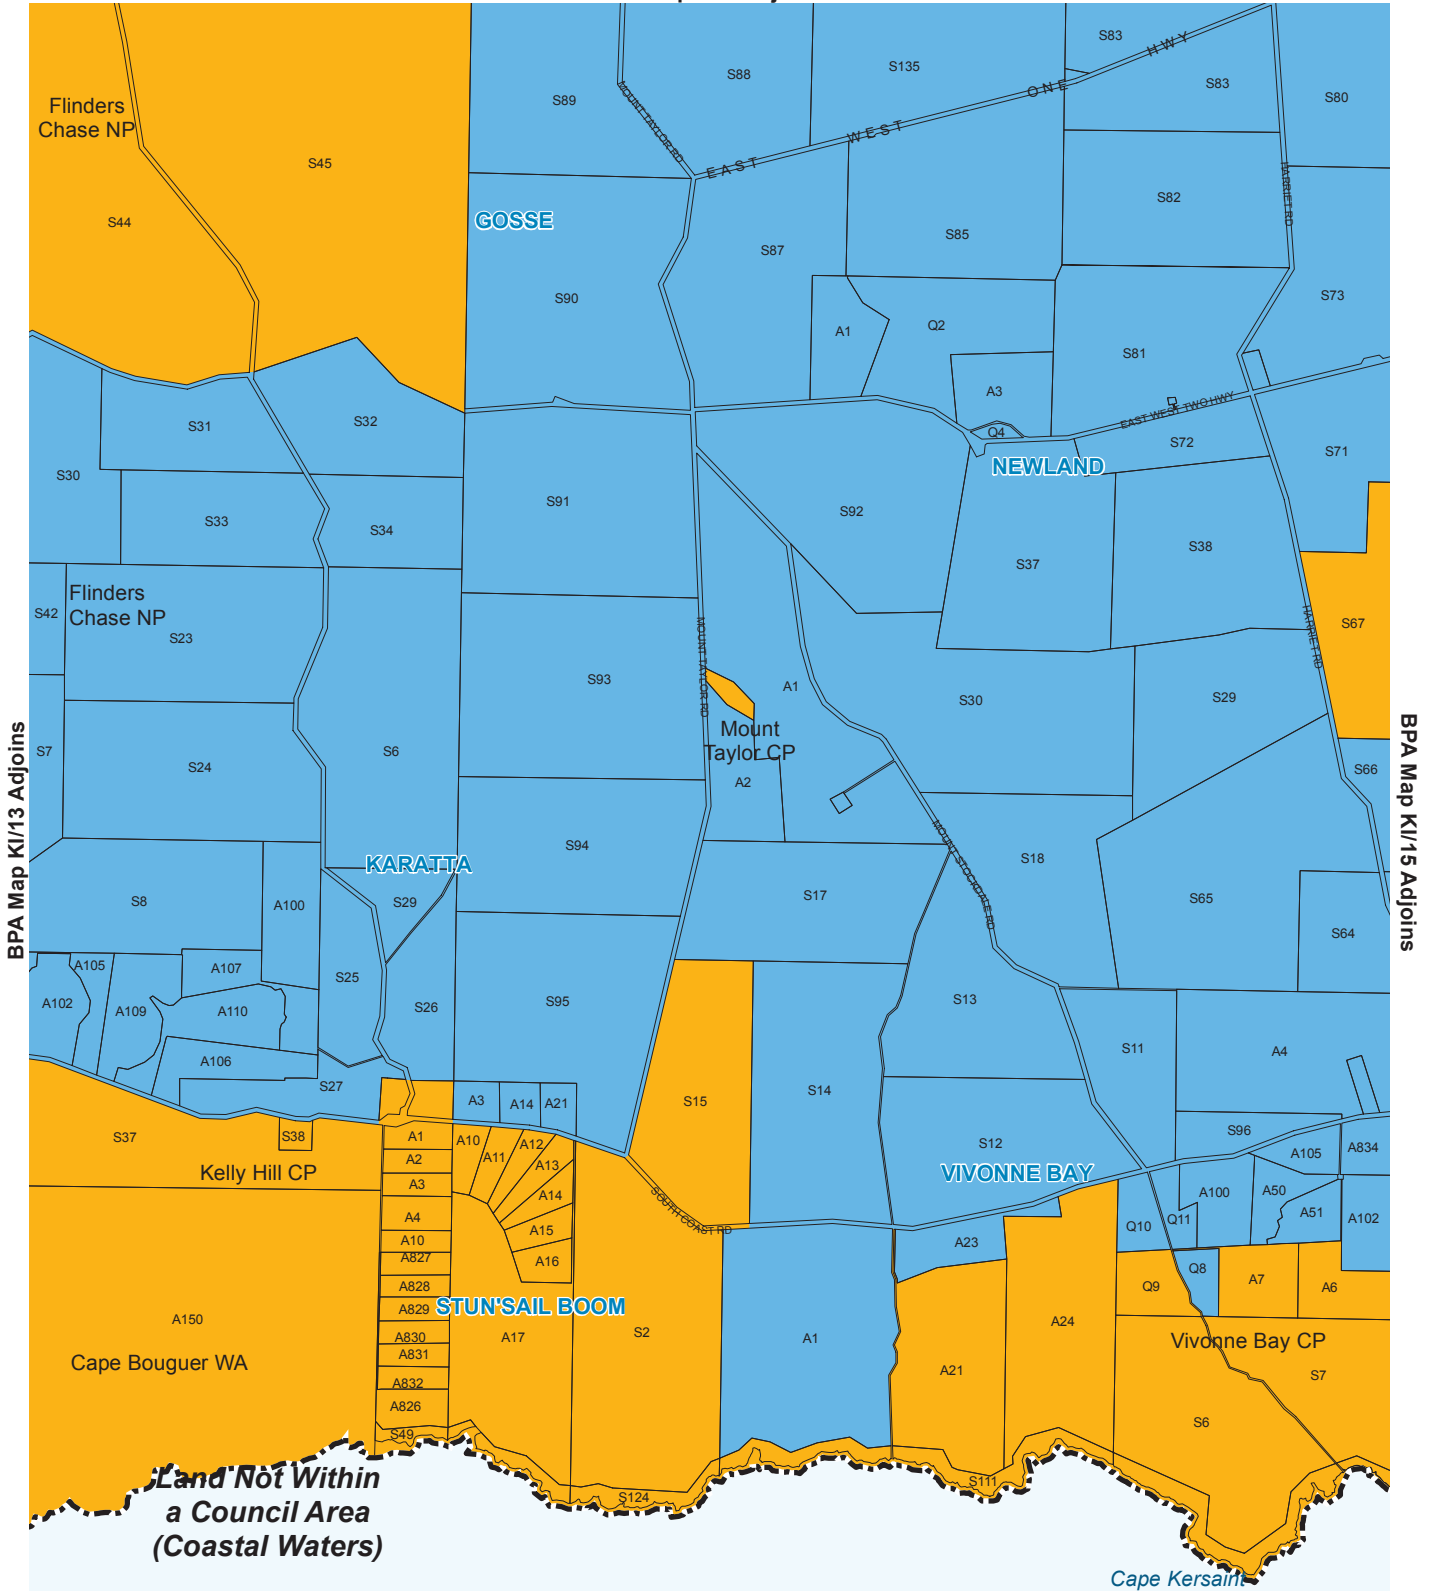 S83
HWY
S88
S135
ONE
S83
S80
Flinders
Chase NP
S89
MOUNT TAYLOR RD
WEST
S45
EAST
HARRIET RD
S82
S44
GOSSE
S87
S85
S90
S73
A1
Q2
S81
A3
EAST WEST TWO HWY
S31
S32
Q4
S72
S71
NEWLAND
S30
S91
S92
S33
S34
S38
S37
Flinders
Chase NP
S42
S23
MOUNT TAYLOR RD
HARRIET RD
S67
S93
A1
S30
S29
BPA Map KI/13 Adjoins
BPA Map KI/15 Adjoins
Mount
Taylor CP
S7
S24
S6
A2
S66
S94
MOUNT STOCKDALE RD
S18
KARATTA
S8
A100
S29
S17
S65
S64
A105
A107
S25
A102
A109
A110
S26
S95
S13
S11
A4
A106
S27
S14
A3
A14
A21
S15
S37
S38
A1
A10
A11
A12
A13
S12
S96
A105
A834
Kelly Hill CP
A2
VIVONNE BAY
A3
A14
SOUTH COAST RD
A100
A50
A51
A102
A4
A15
Q10
Q11
A10
A23
A827
A16
Q8
A828
Q9
A7
A6
A829
STUN'SAIL BOOM
A150
A830
A17
S2
A1
A24
Vivonne Bay CP
Cape Bouguer WA
A831
A21
S7
A832
A826
S6
S49
Land Not Within
a Council Area
(Coastal Waters)
S124
S111
Cape Kersaint